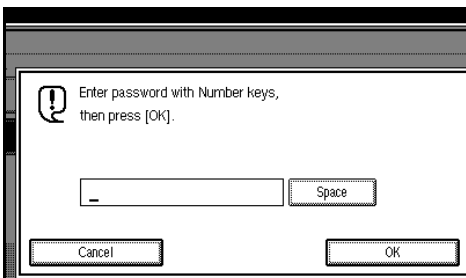 Enter password with Number keys,
then press [OK].
Space
Cancel
OK